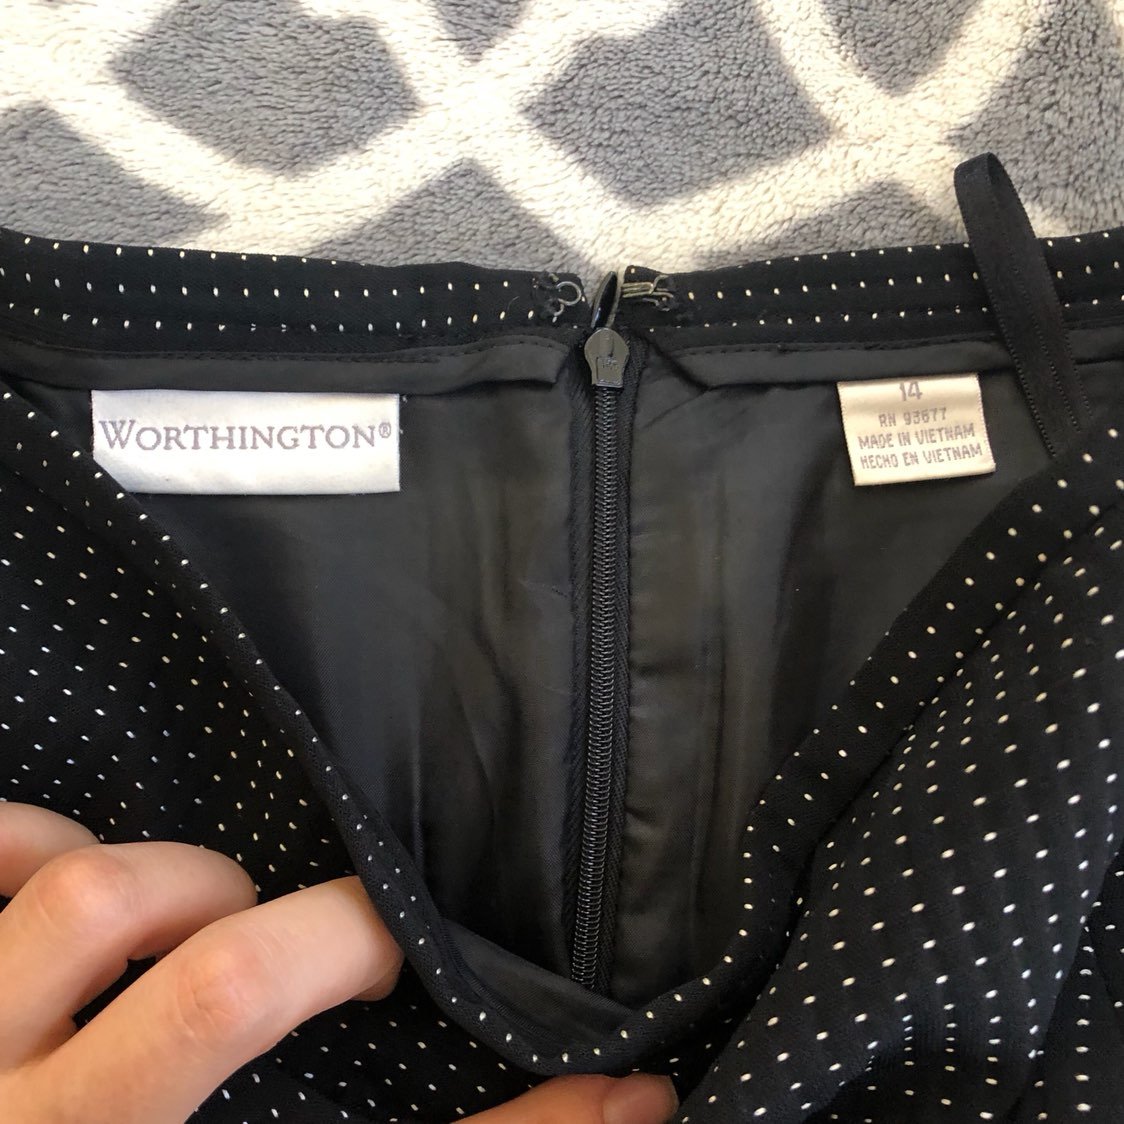 WORTHINGTON®
14
RN 93677
MADE IN VIETNAM
HECHO EN VIETNAM